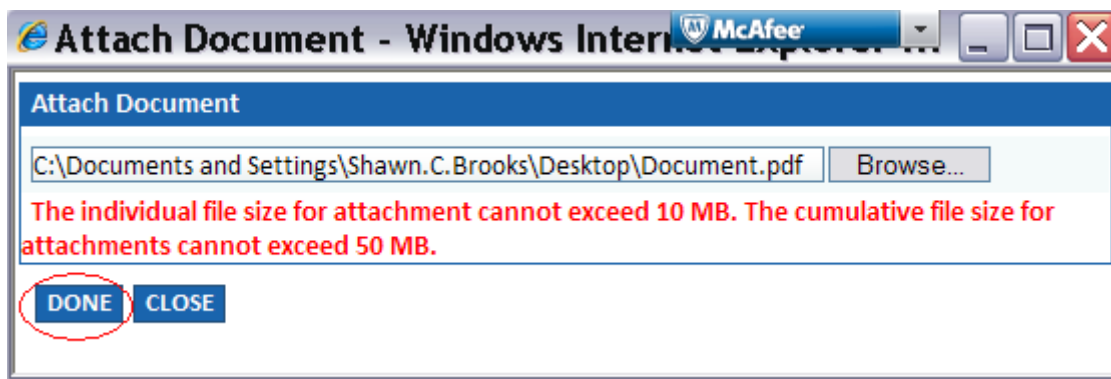 Attach Document - Windows Intern
McAfee
Attach Document
C:\Documents and Settings\Shawn.C.Brooks\Desktop\Document.pdf
Browse...
The individual file size for attachment cannot exceed 10 MB. The cumulative file size for
attachments cannot exceed 50 MB.
DONE CLOSE